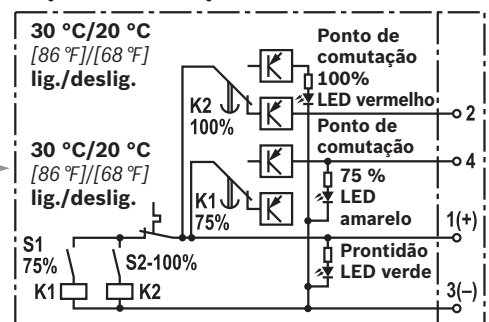 30 °C/20 °C
[86 °F]/[68 °F]
lig./deslig.
Ponto de
comutação
100%
LED vermelho
K2
100%
2
30 °C/20 °C
[86 °F]/[68 °F]
lig./deslig.
Ponto de
comutação
75 %
LED
amarelo
4
K1
75%
1(+)
S1
75%
S2-100%
Prontidão
LED verde
K1
K2
3(–)